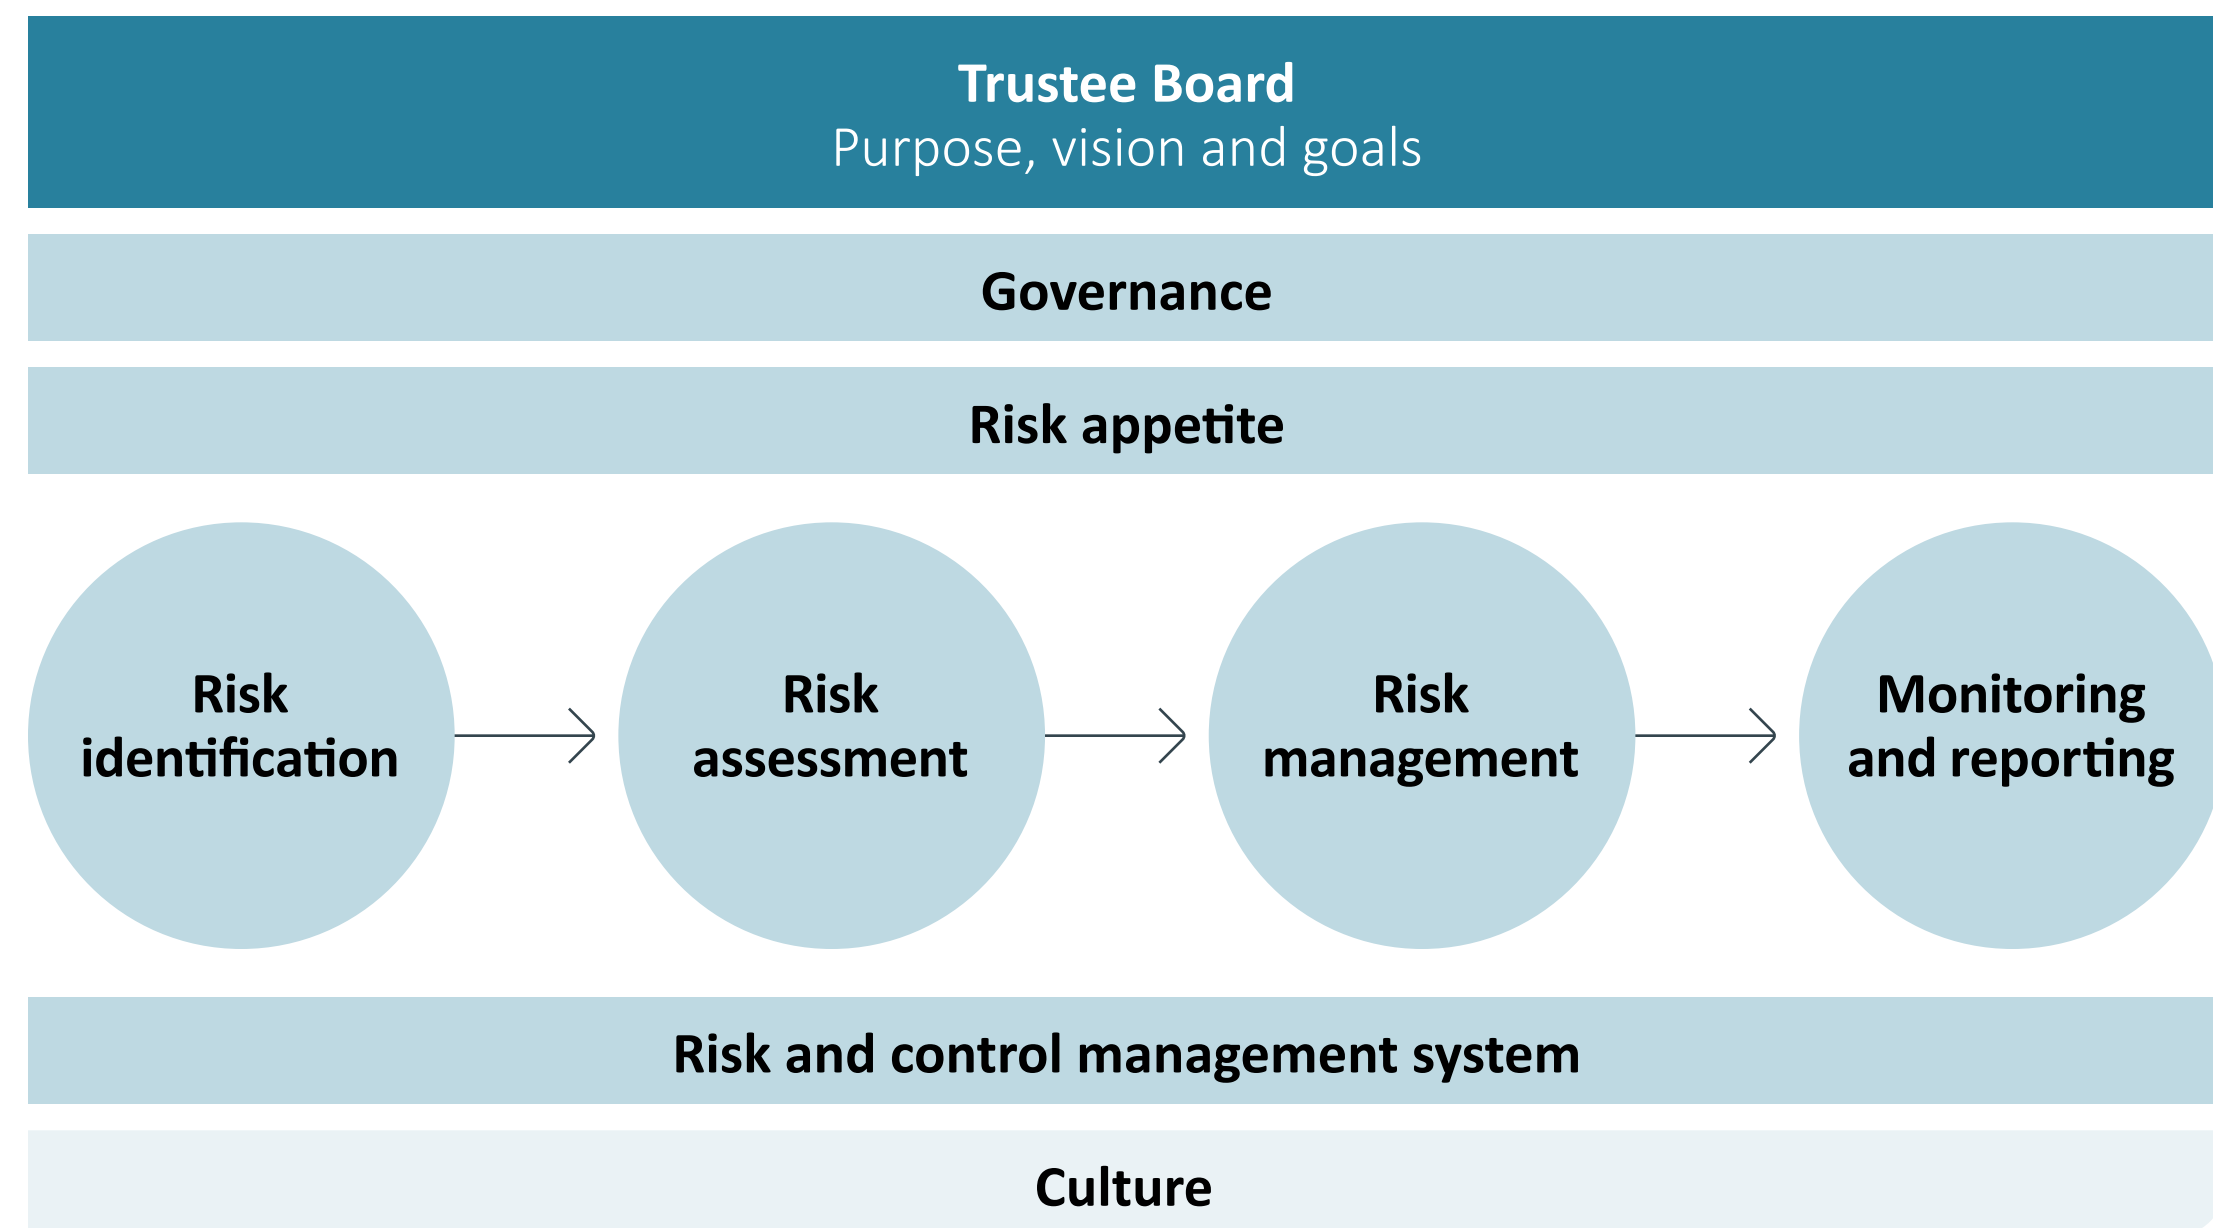 Trustee Board
Purpose, vision and goals
Governance
Risk appetite
Risk
identification
Risk
assessment
Risk
management
Monitoring
and reporting
Risk and control management system
Culture